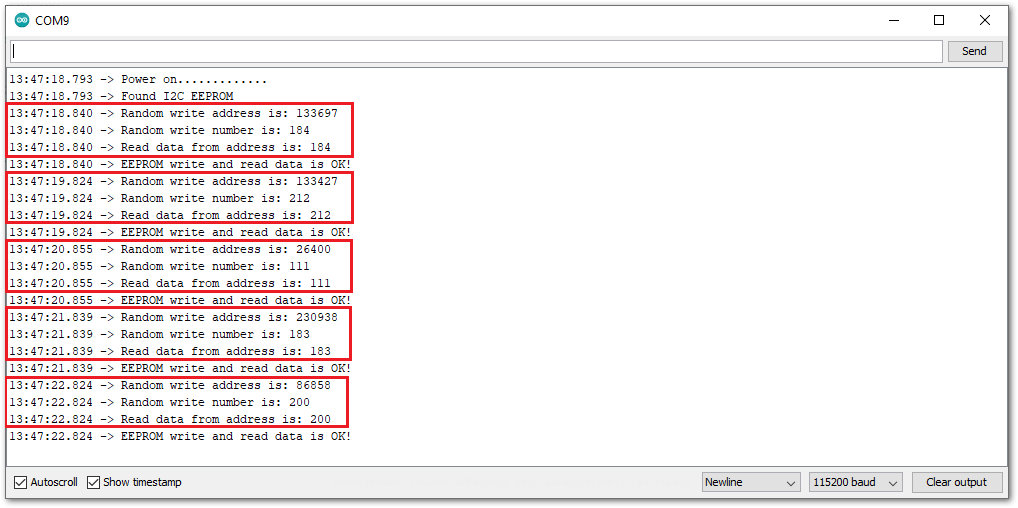 COM9
Send
13:47:18.793 -> Power on.............
13:47:18.793 -> Found I2C EEPROM
13:47:18.840 -> Random write address is: 133697
13:47:18.840 -> Random write number is: 184
13:47:18.840 -> Read data from address is: 184
13:47:18.840 -> EEPROM write and read data is OK!
13:47:19.824 -> Random write address is: 133427
13:47:19.824 -> Random write number is: 212
13:47:19.824 -> Read data from address is: 212
13:47:19.824 -> EEPROM write and read data is OK!
13:47:20.855 -> Random write address is: 26400
13:47:20.855 -> Random write number is: 111
13:47:20.855 -> Read data from address is: 111
13:47:20.855 -> EEPROM write and read data is OK!
13:47:21.839 -> Random write address is: 230938
13:47:21.839 -> Random write number is: 183
13:47:21.839 -> Read data from address is: 183
13:47:21.839 -> EEPROM write and read data is OK!
13:47:22.824 -> Random write address is: 86858
13:47:22.824 -> Random write number is: 200
13:47:22.824 -> Read data from address is: 200
13:47:22.824 -> EEPROM write and read data is OK!
Autoscroll Show timestamp Newline 115200 baud Clear output